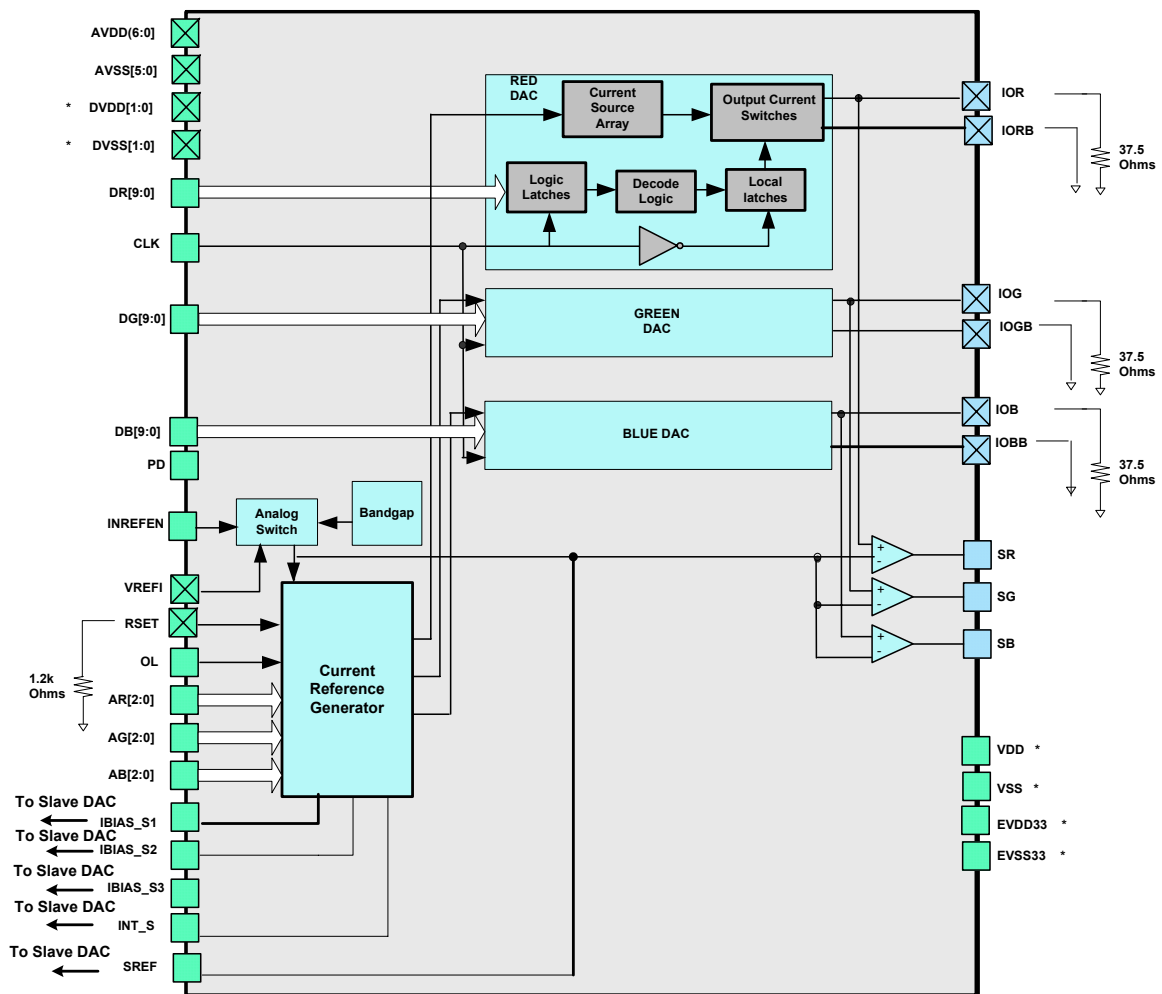 AVDD(6:0)
AVSS[5:0]
* DVDD[1:0]
* DVSS[1:0]
DR[9:0]
CLK
DG[9:0]
DB[9:0]
PD
INREFEN
VREFI
RSET
OL
1.2k
Ohms
AR[2:0]
AG[2:0]
AB[2:0]
To Slave DAC
IBIAS_S1
To Slave DAC
IBIAS_S2
To Slave DAC
IBIAS_S3
To Slave DAC
INT_S
To Slave DAC
SREF
RED
DAC
Current
Source
Array
Output Current
Switches
Logic
Latches
Decode
Logic
Local
latches
GREEN
DAC
BLUE DAC
Analog
Switch
Bandgap
Current
Reference
Generator
+
-
+
-
+
-
IOR
IORB
37.5
Ohms
IOG
IOGB
37.5
Ohms
IOB
IOBB
37.5
Ohms
SR
SG
SB
VDD *
VSS *
EVDD33 *
EVSS33 *